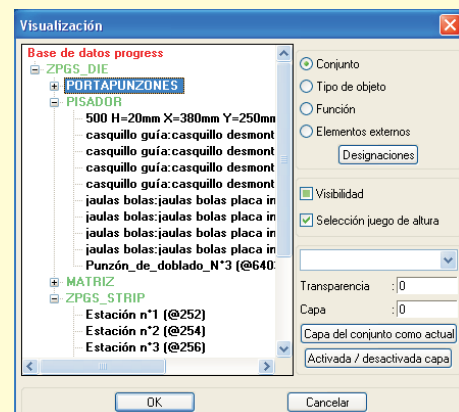 Visualización
Base de datos progress
ZPGS_DIE
PORTAPUNZONES
PISADOR
500 H=20mm X=380mm Y=250mm
casquillo guía:casquillo desmont
casquillo guía:casquillo desmont
casquillo guía:casquillo desmont
casquillo guía:casquillo desmont
jaulas bolas:jaulas bolas placa in
jaulas bolas:jaulas bolas placa in
jaulas bolas:jaulas bolas placa in
jaulas bolas:jaulas bolas placa in
Punzón_de_doblado_N°3 (@640:
MATRIZ
ZPGS_STRIP
Estación n°1 (@252)
Estación n°2 (@254)
Estación n°3 (@256)
Conjunto
Tipo de objeto
Función
Elementos externos
Designaciones
Visibilidad
Selección juego de altura
Transparencia :0
Capa :0
Capa del conjunto como actual
Activada / desactivada capa
OK
Cancelar